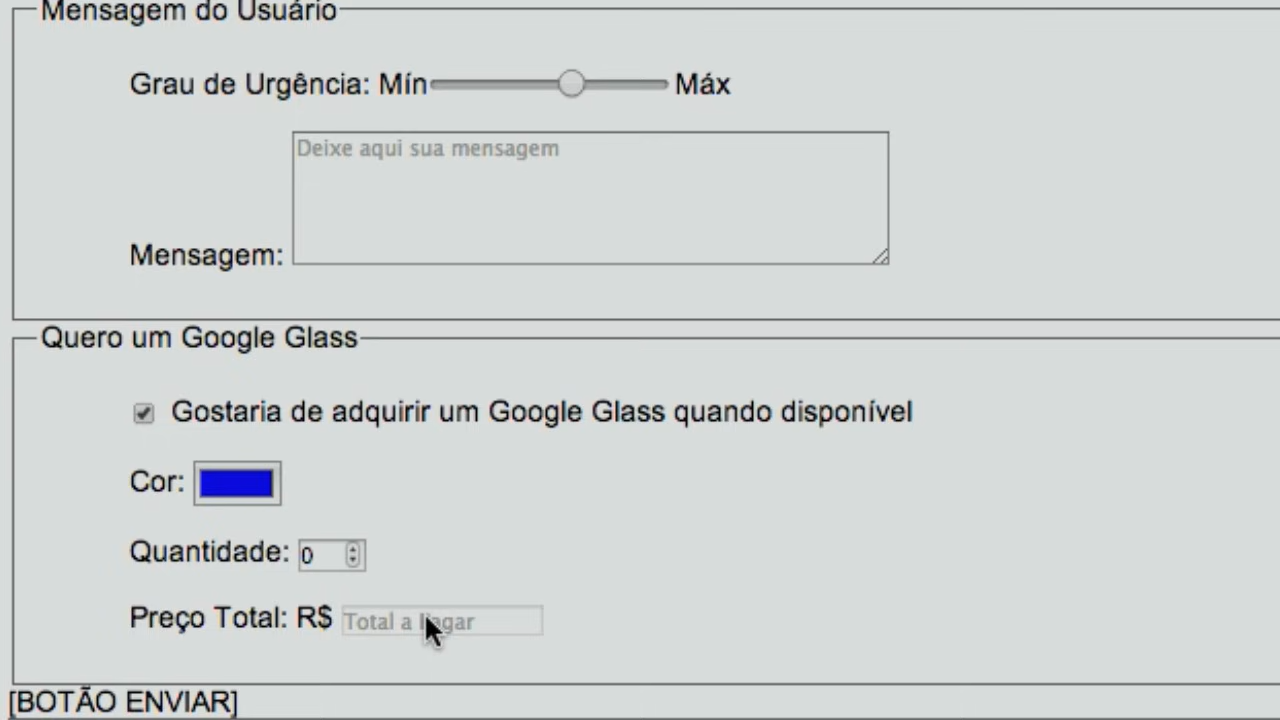 Mensagem do Usuário
Grau de Urgência: Mín Máx
Deixe aqui sua mensagem
Mensagem:
Quero um Google Glass
Gostaria de adquirir um Google Glass quando disponível
Cor:
Quantidade: 0
Preço Total: R$ Total a Pagar
[BOTÃO ENVIAR]